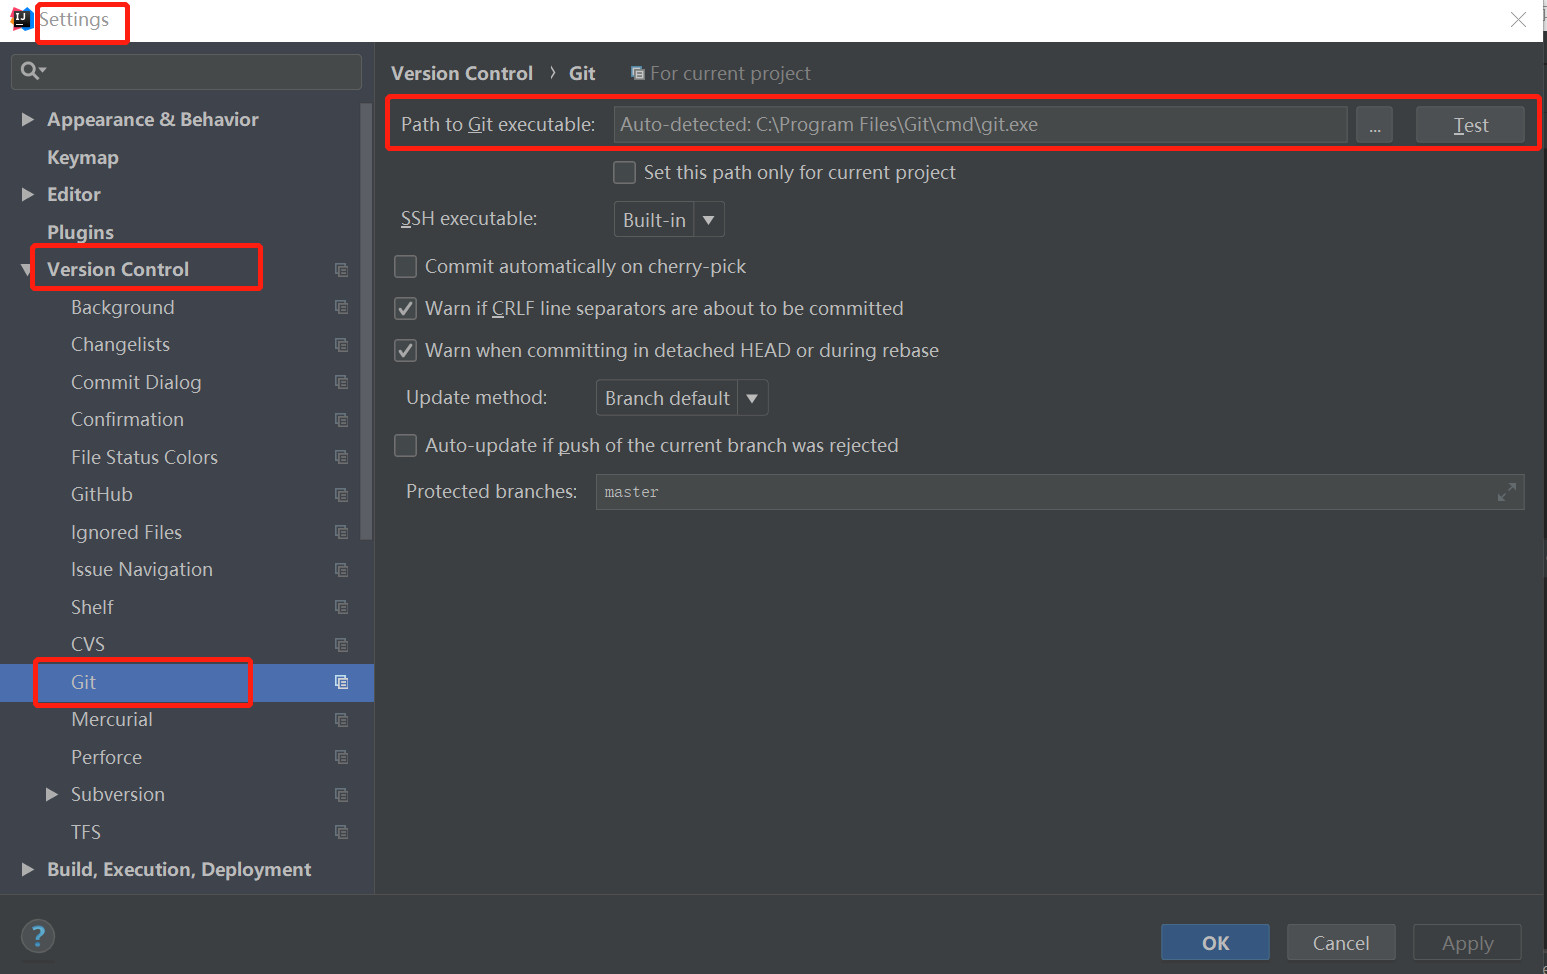 Settings
Appearance & Behavior
Keymap
Editor
Plugins
Version Control
Background
Changelists
Commit Dialog
Confirmation
File Status Colors
GitHub
Ignored Files
Issue Navigation
Shelf
CVS
Git
Mercurial
Perforce
Subversion
TFS
Build, Execution, Deployment
Version Control › Git For current project
Path to Git executable: Auto-detected: C:\Program Files\Git\cmd\git.exe ... Test
Set this path only for current project
SSH executable: Built-in
Commit automatically on cherry-pick
Warn if CRLF line separators are about to be committed
Warn when committing in detached HEAD or during rebase
Update method: Branch default
Auto-update if push of the current branch was rejected
Protected branches: master
? OK Cancel Apply